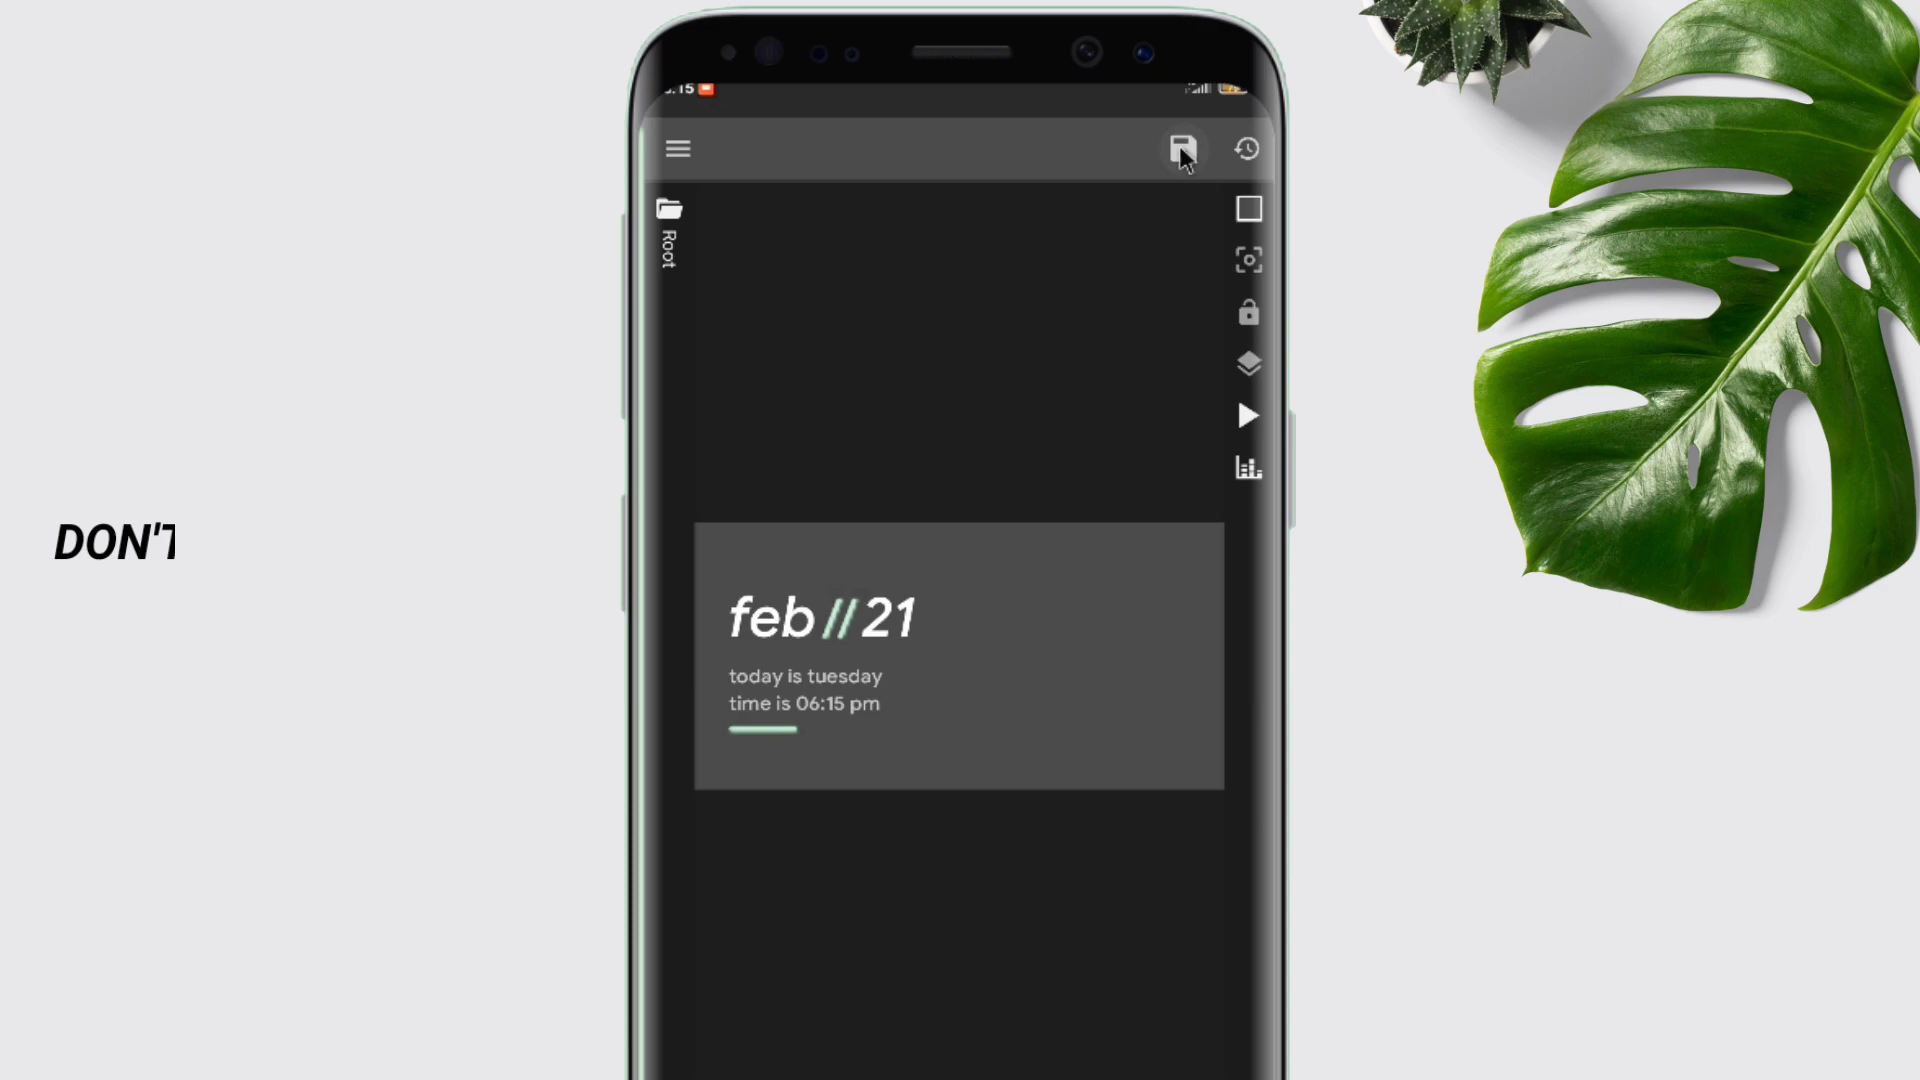 DON'T
Root
feb//21
today is tuesday
time is 06:15 pm